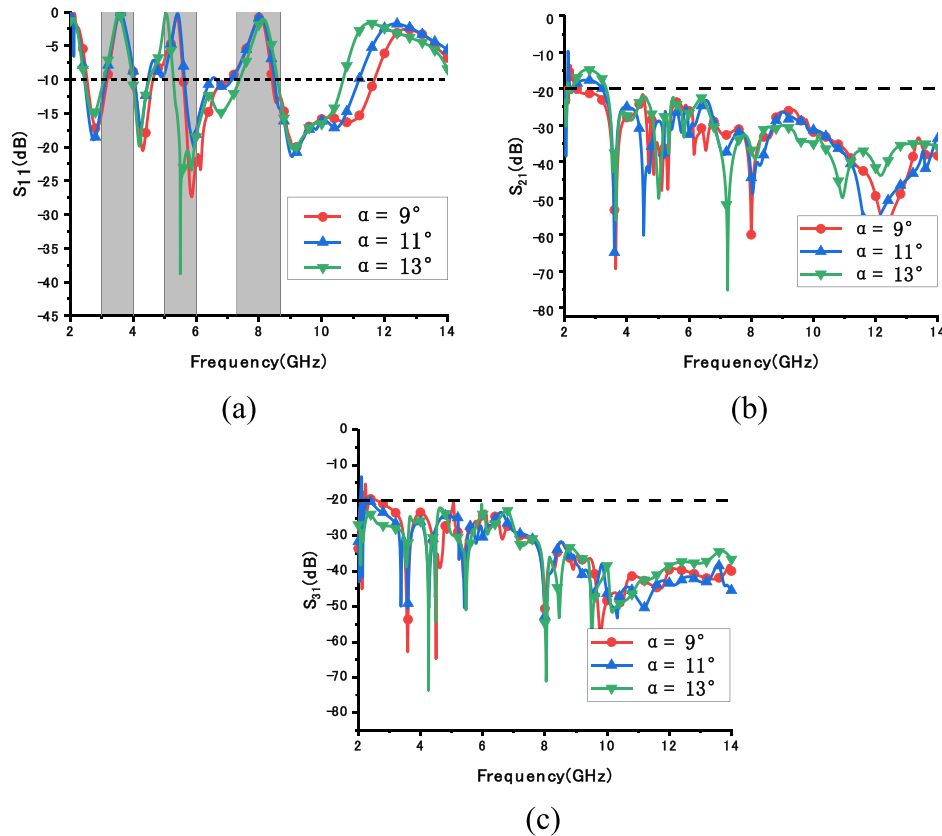 0
-5
-10
-15
-20
-25
-30
-35
-40
-45
2
4
6
8
10
12
14
S11(dB)
Frequency(GHz)
α = 9°
α = 11°
α = 13°
(a)
0
-10
-20
-30
-40
-50
-60
-70
-80
2
4
6
8
10
12
14
S21(dB)
Frequency(GHz)
α = 9°
α = 11°
α = 13°
(b)
0
-10
-20
-30
-40
-50
-60
-70
-80
2
4
6
8
10
12
14
S31(dB)
Frequency(GHz)
α = 9°
α = 11°
α = 13°
(c)